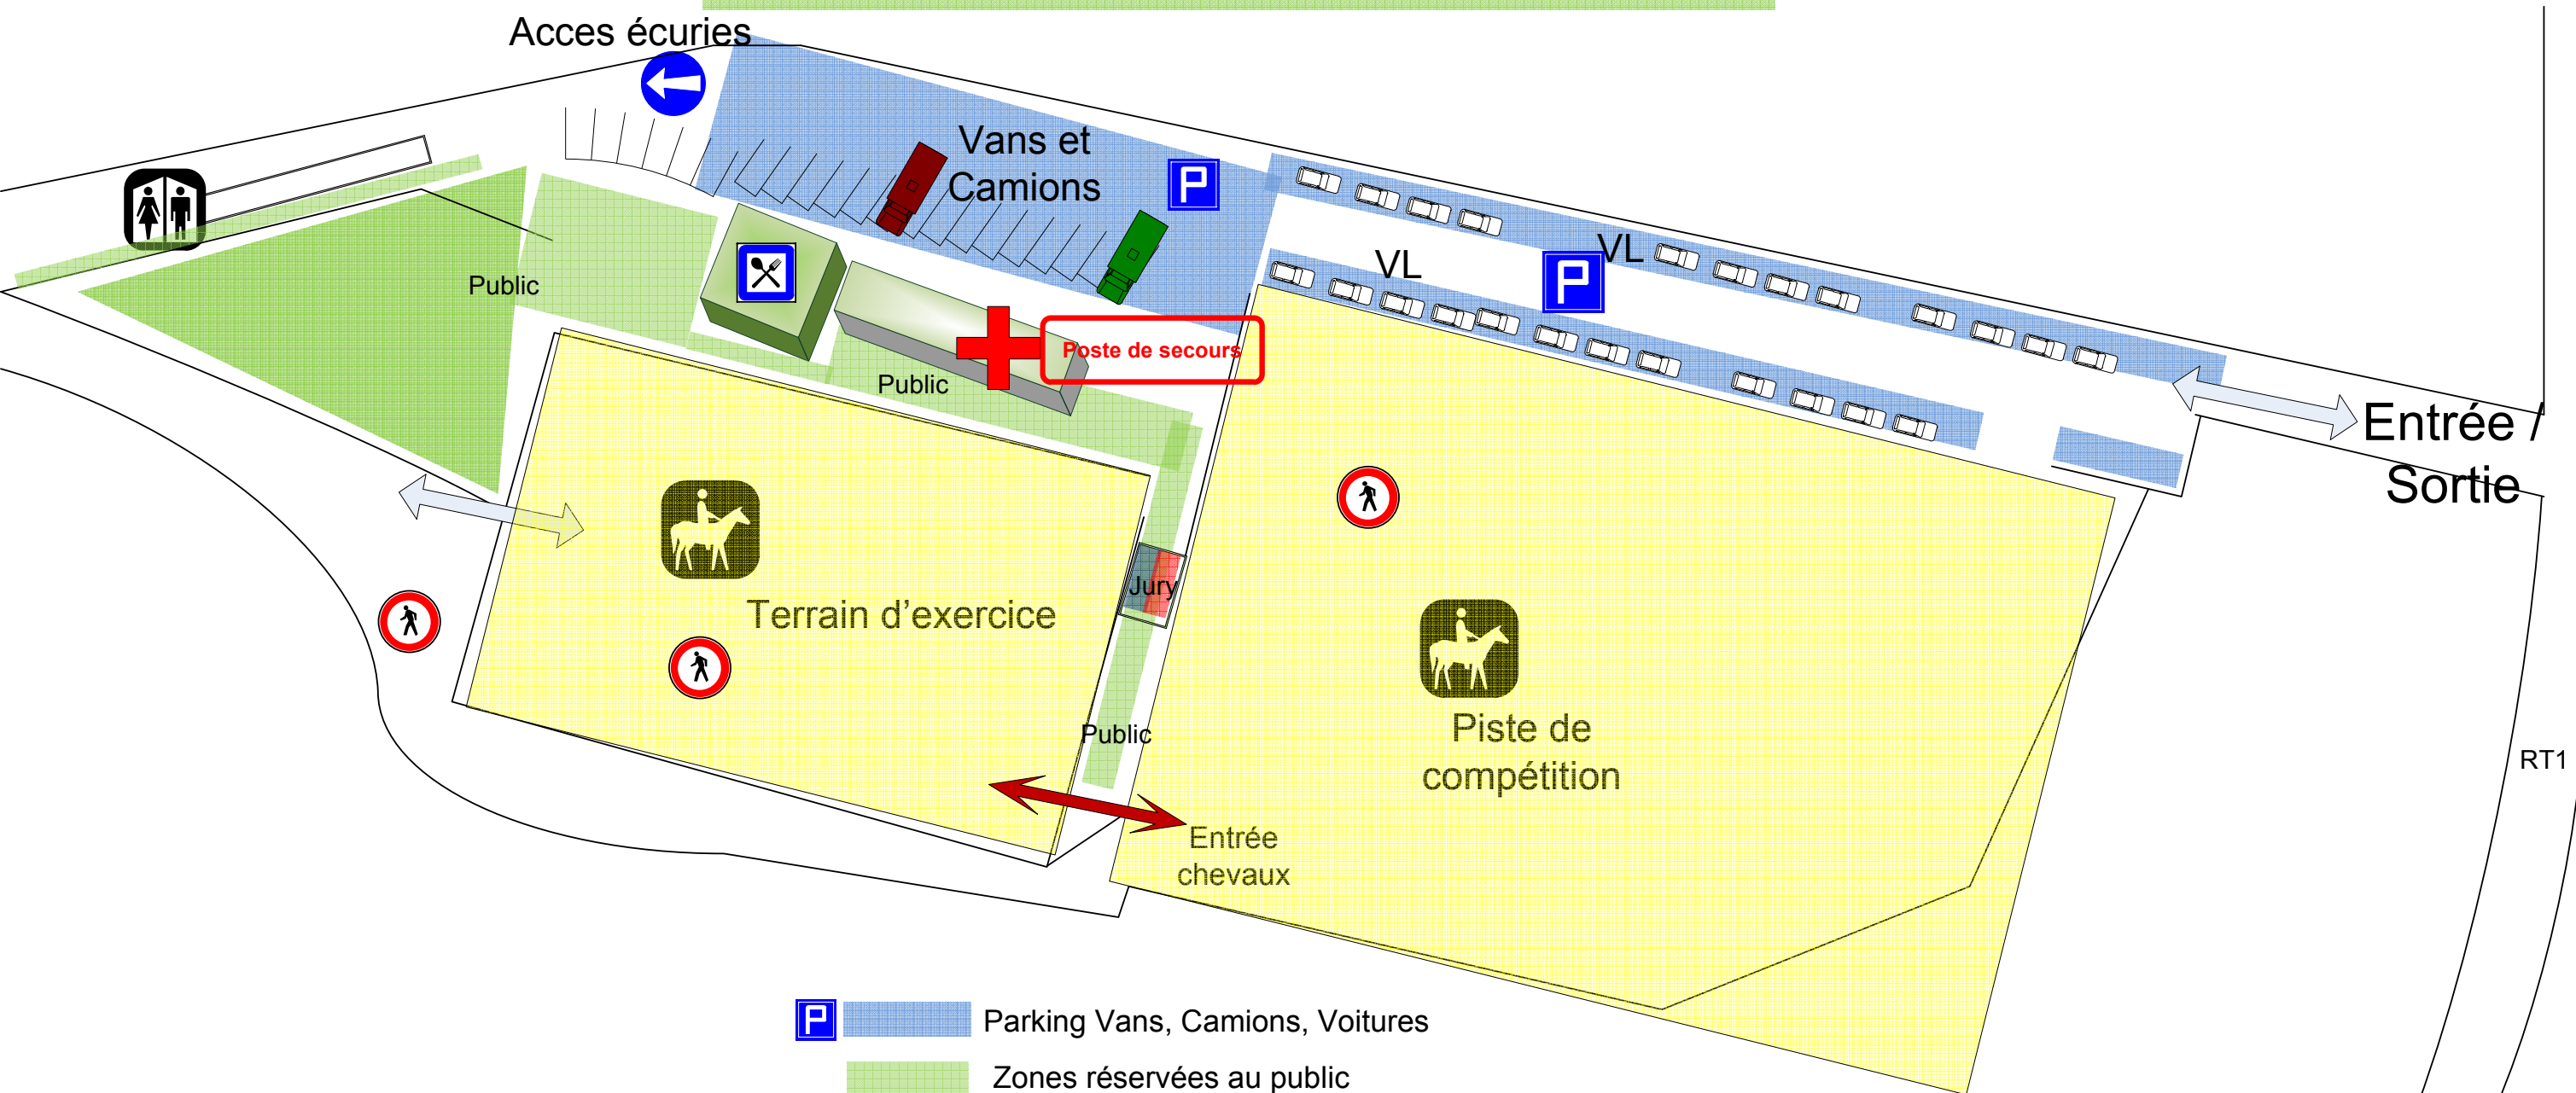 Acces écuries
Vans et
Camions
P
VL
VL
P
Public
Poste de secours
Public
Entrée /
Sortie
Jury
Terrain d’exercice
Public
Piste de
compétition
RT1
Entrée
chevaux
P Parking Vans, Camions, Voitures
Zones réservées au public